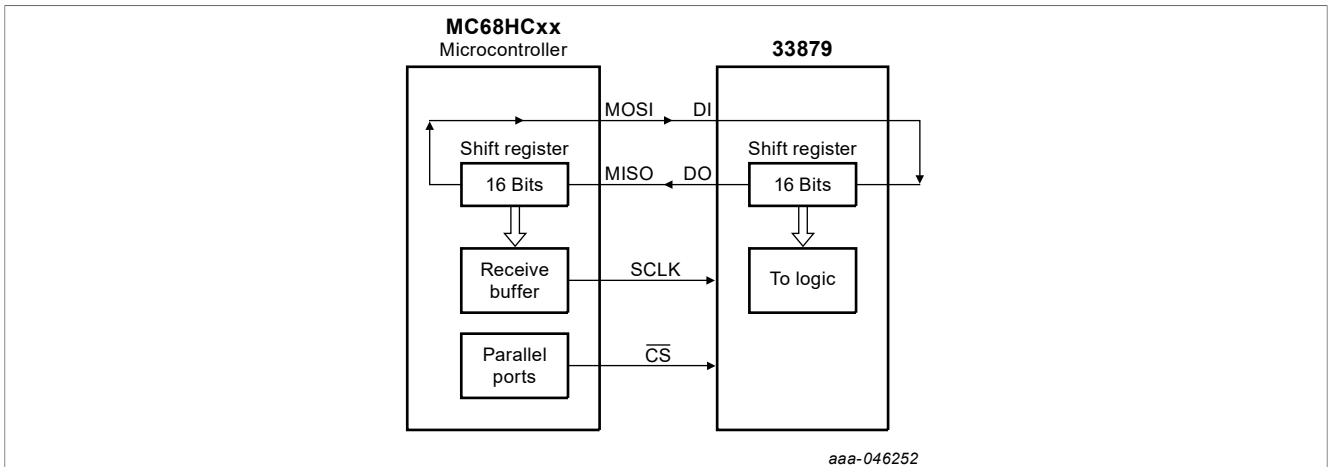 MC68HCxx
Microcontroller
33879
MOSI DI
Shift register
Shift register
16 Bits
MISO DO
16 Bits
Receive
buffer
SCLK
To logic
Parallel
ports
CS
aaa-046252